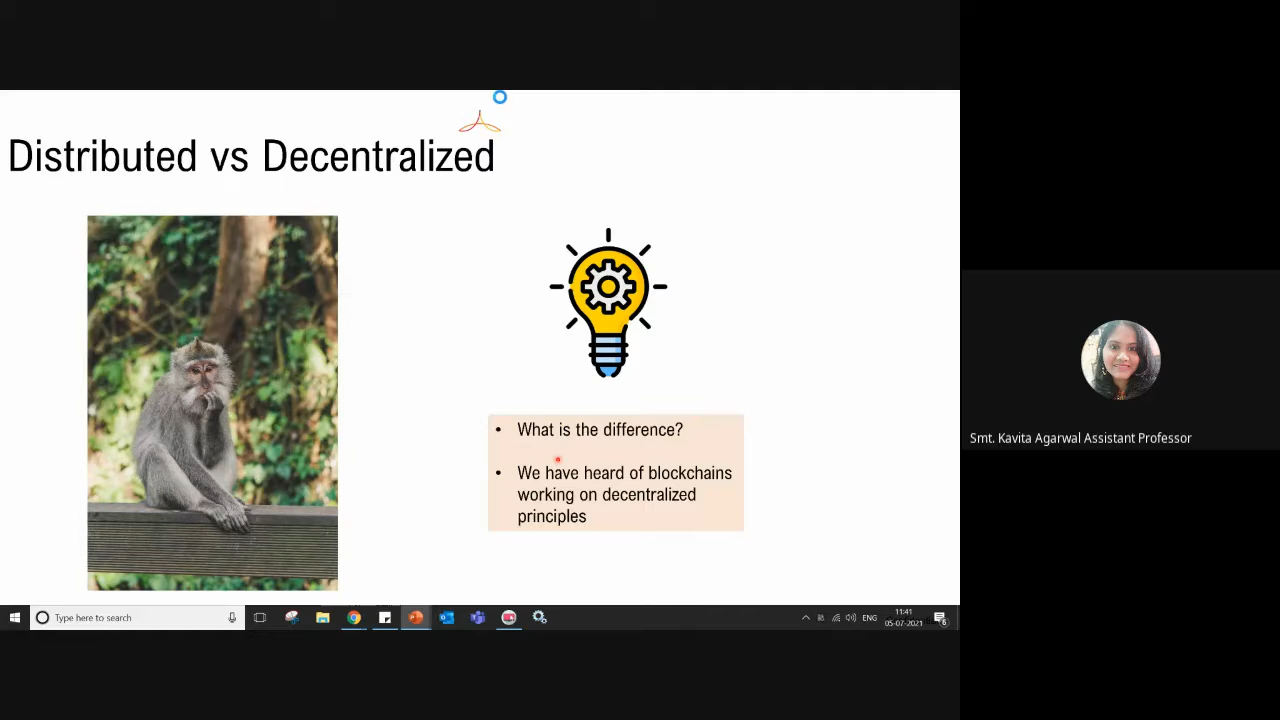 Distributed vs Decentralized
• What is the difference?
• We have heard of blockchains
working on decentralized
principles
Smt. Kavita Agarwal Assistant Professor
Type here to search
ENG
11:41
05-07-2021
6